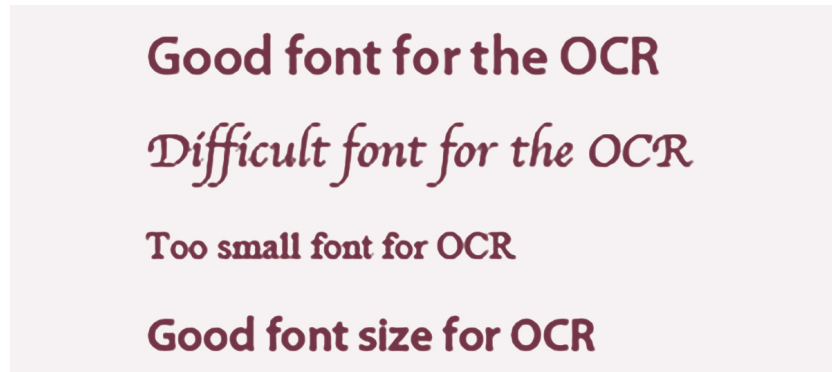 Good font for the OCR
Difficult font for the OCR
Too small font for OCR
Good font size for OCR